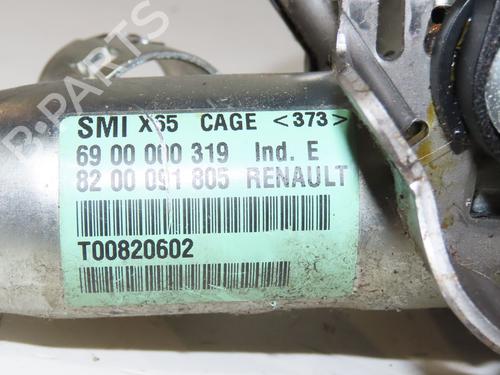 SMI X65 CAGE <373>
69 00 000 319 Ind. E
82 00 091 805 RENAULT
T00820602
B-PARTS